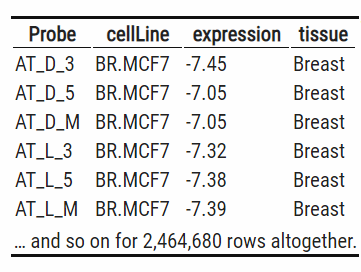 Probe cellLine expression tissue
AT_D_3 BR.MCF7 -7.45 Breast
AT_D_5 BR.MCF7 -7.05 Breast
AT_D_M BR.MCF7 -7.05 Breast
AT_L_3 BR.MCF7 -7.32 Breast
AT_L_5 BR.MCF7 -7.38 Breast
AT_L_M BR.MCF7 -7.39 Breast
… and so on for 2,464,680 rows altogether.